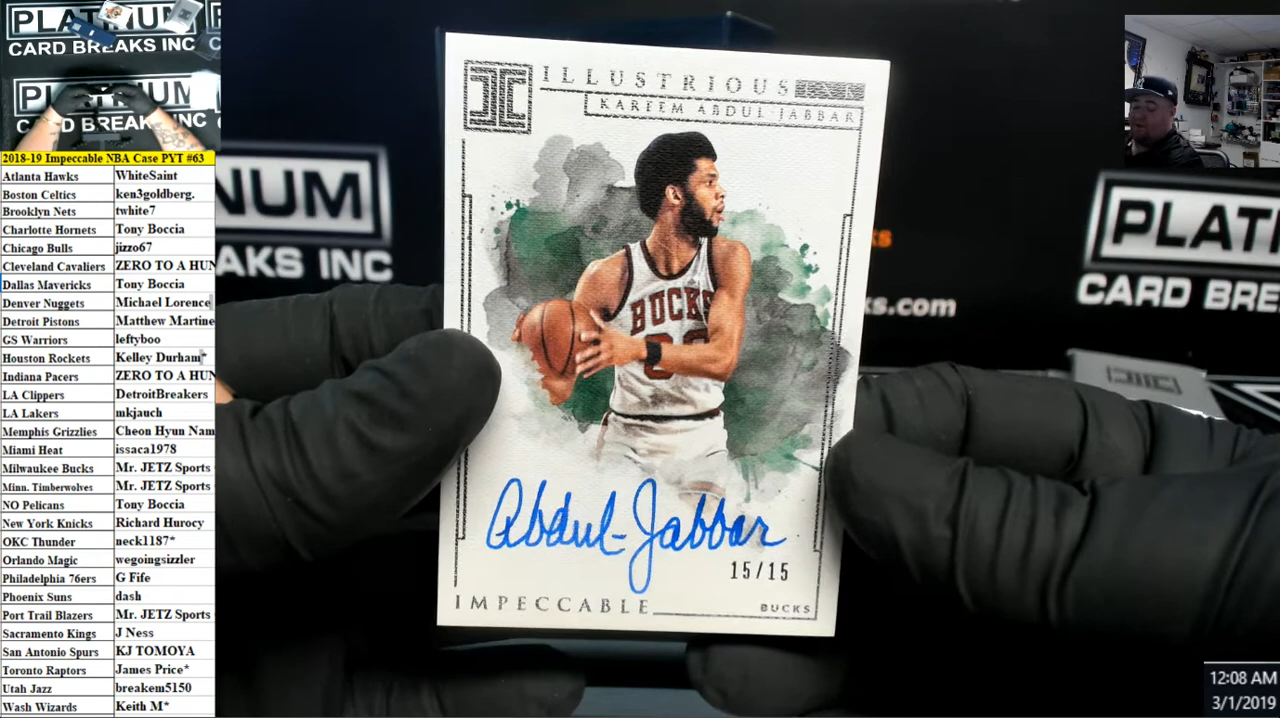 PLATINUM
CARD BREAKS INC
PLATINUM
CARD BREAKS INC
2018-19 Impeccable NBA Case PYT #63
Atlanta Hawks WhiteSaint
Boston Celtics ken3goldberg.
Brooklyn Nets twhite7
Charlotte Hornets Tony Boccia
Chicago Bulls jizzo67
Cleveland Cavaliers ZERO TO A HUN
Dallas Mavericks Tony Boccia
Denver Nuggets Michael Lorence
Detroit Pistons Matthew Martine
GS Warriors leftyboo
Houston Rockets Kelley Durham*
Indiana Pacers ZERO TO A HUN
LA Clippers DetroitBreakers
LA Lakers mkjauch
Memphis Grizzlies Cheon Hyun Nam
Miami Heat issaca1978
Milwaukee Bucks Mr. JETZ Sports
Minn. Timberwolves Mr. JETZ Sports
NO Pelicans Tony Boccia
New York Knicks Richard Hurocy
OKC Thunder neck1187*
Orlando Magic wegoingsizzler
Philadelphia 76ers G Fife
Phoenix Suns dash
Port Trail Blazers Mr. JETZ Sports
Sacramento Kings J Ness
San Antonio Spurs KJ TOMOYA
Toronto Raptors James Price*
Utah Jazz breakem5150
Wash Wizards Keith M*
NUM
AKS INC
ILLUSTRIOUS INK
KAREEM ABDUL-JABBAR
BUCKS
Abdul-Jabbar
15/15
IMPECCABLE
BUCKS
ks
ks.com
PLATI
CARD BRE
12:08 AM
3/1/2019